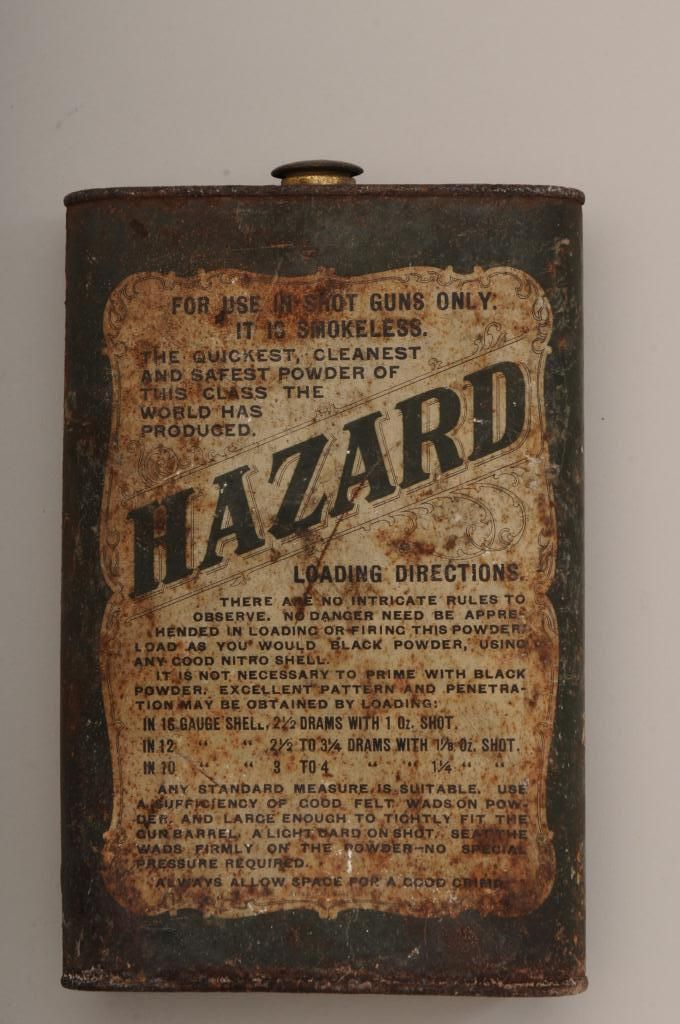 FOR USE IN SHOT GUNS ONLY.
IT IS SMOKELESS.
THE QUICKEST, CLEANEST
AND SAFEST POWDER OF
THIS CLASS THE
WORLD HAS
PRODUCED.
HAZARD
LOADING DIRECTIONS.
THERE ARE NO INTRICATE RULES TO
OBSERVE. NO DANGER NEED BE APPRE-
HENDED IN LOADING OR FIRING THIS POWDER.
LOAD AS YOU WOULD BLACK POWDER, USING
ANY GOOD NITRO SHELL.
IT IS NOT NECESSARY TO PRIME WITH BLACK
POWDER. EXCELLENT PATTERN AND PENETRA-
TION MAY BE OBTAINED BY LOADING:
IN 16 GAUGE SHELL, 2½ DRAMS WITH 1 Oz. SHOT.
IN 12 " " 2½ TO 3¼ DRAMS WITH 1⅛ Oz. SHOT.
IN 10 " " 3 TO 4 " " 1¼ " "
ANY STANDARD MEASURE IS SUITABLE. USE
A SUFFICIENCY OF GOOD FELT WADS ON POW-
DER, AND LARGE ENOUGH TO TIGHTLY FIT THE
GUN BARREL. A LIGHT CARD ON SHOT. SEAT THE
WADS FIRMLY ON THE POWDER—NO SPECIAL
PRESSURE REQUIRED.
ALWAYS ALLOW SPACE FOR A GOOD CRIMP.